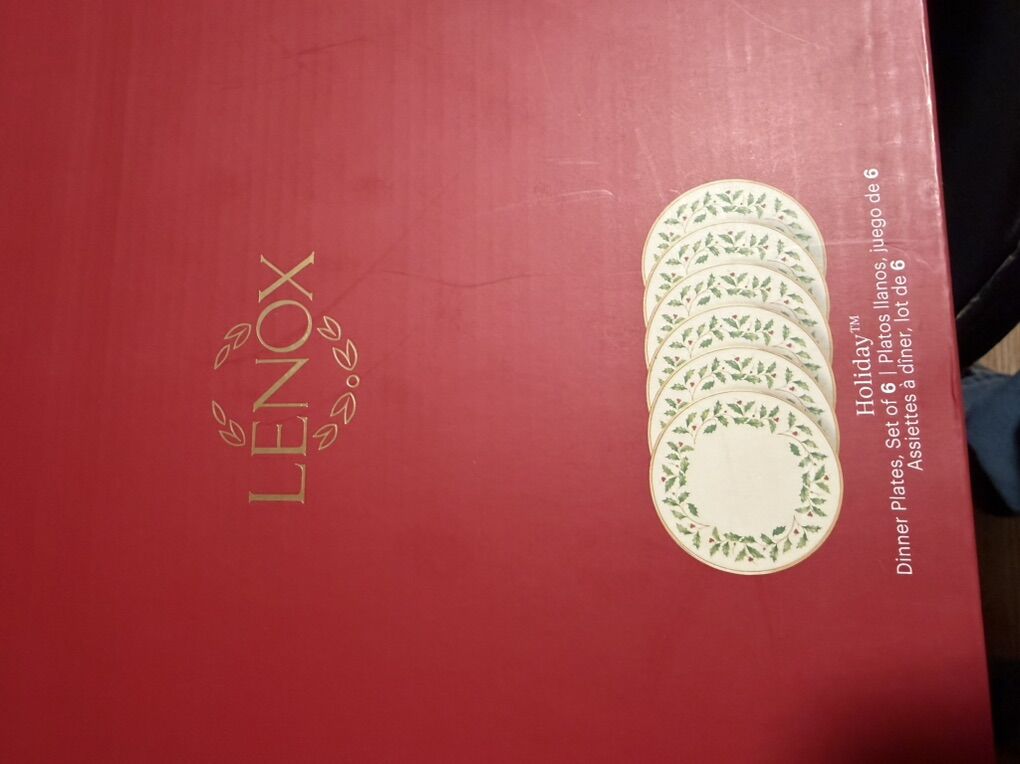 LENOX
Holiday™
Dinner Plates, Set of 6 | Platos llanos, juego de 6
Assiettes à dîner, lot de 6